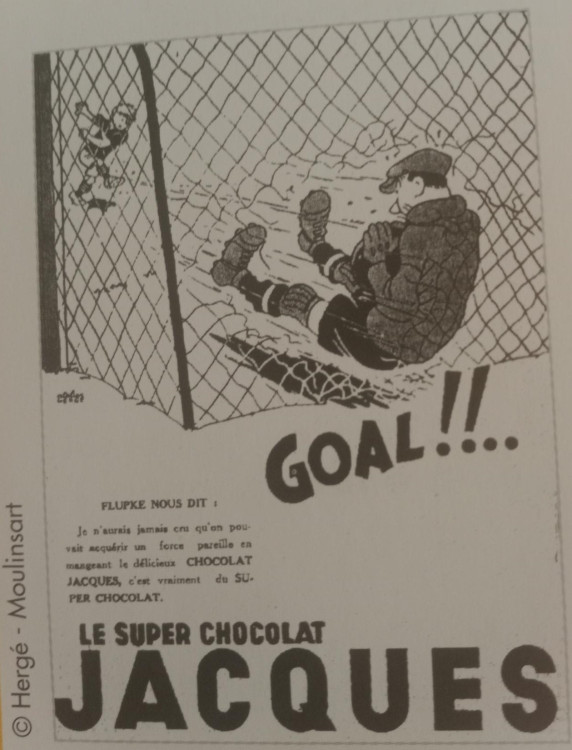 GOAL!!..
FLUPKE NOUS DIT :
Je n'aurais jamais cru qu'on pou-
vait acquérir un force pareille en
mangeant le délicieux CHOCOLAT
JACQUES, c'est vraiment du SU-
PER CHOCOLAT.
LE SUPER CHOCOLAT
JACQUES
© Hergé - Moulinsart